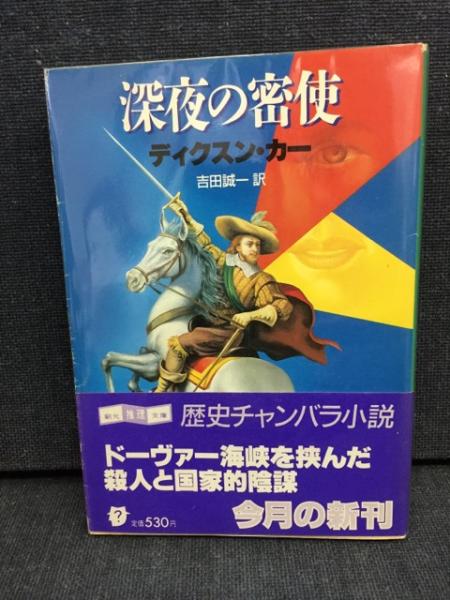 深夜の密使
ディクスン・カー
吉田誠一 訳
創元 推理 文庫
歴史チャンバラ小説
ドーヴァー海峡を挟んだ
殺人と国家的陰謀
今月の新刊
?
定価530円